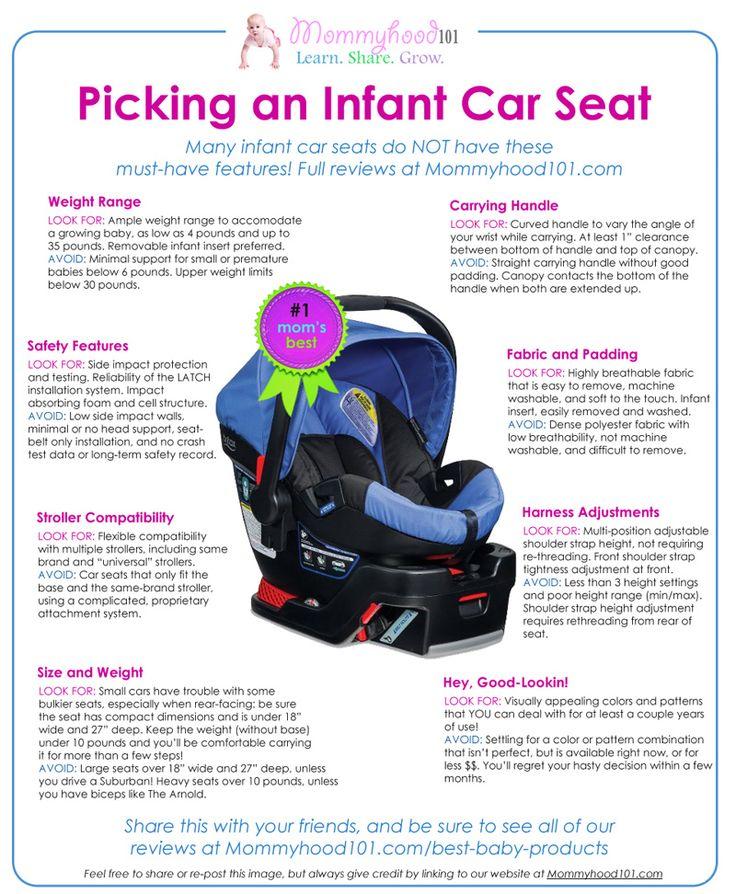 Mommyhood101
Learn. Share. Grow.
Picking an Infant Car Seat
Many infant car seats do NOT have these
must-have features! Full reviews at Mommyhood101.com
Weight Range
LOOK FOR: Ample weight range to accomodate
a growing baby, as low as 4 pounds and up to
35 pounds. Removable infant insert preferred.
AVOID: Minimal support for small or premature
babies below 6 pounds. Upper weight limits
below 30 pounds.
Carrying Handle
LOOK FOR: Curved handle to vary the angle of
your wrist while carrying. At least 1” clearance
between bottom of handle and top of canopy.
AVOID: Straight carrying handle without good
padding. Canopy contacts the bottom of the
handle when both are extended up.
#1
mom's
best
Safety Features
LOOK FOR: Side impact protection
and testing. Reliability of the LATCH
installation system. Impact
absorbing foam and cell structure.
AVOID: Low side impact walls,
minimal or no head support, seat-
belt only installation, and no crash
test data or long-term safety record.
Fabric and Padding
LOOK FOR: Highly breathable fabric
that is easy to remove, machine
washable, and soft to the touch. Infant
insert, easily removed and washed.
AVOID: Dense polyester fabric with
low breathability, not machine
washable, and difficult to remove.
Stroller Compatibility
LOOK FOR: Flexible compatibility
with multiple strollers, including same
brand and “universal” strollers.
AVOID: Car seats that only fit the
base and the same-brand stroller,
using a complicated, proprietary
attachment system.
Harness Adjustments
LOOK FOR: Multi-position adjustable
shoulder strap height, not requiring
re-threading. Front shoulder strap
tightness adjustment at front.
AVOID: Less than 3 height settings
and poor height range (min/max).
Shoulder strap height adjustment
requires rethreading from rear of
seat.
Size and Weight
LOOK FOR: Small cars have trouble with some
bulkier seats, especially when rear-facing; be sure
the seat has compact dimensions and is under 18”
wide and 27” deep. Keep the weight (without base)
under 10 pounds and you'll be comfortable carrying
it for more than a few steps!
AVOID: Large seats over 18” wide and 27” deep, unless
you drive a Suburban! Heavy seats over 10 pounds, unless
you have biceps like The Arnold.
Hey, Good-Lookin!
LOOK FOR: Visually appealing colors and patterns
that YOU can deal with for at least a couple years
of use!
AVOID: Settling for a color or pattern combination
that isn't perfect, but is available right now, or for
less $$. You'll regret your hasty decision within a few
months.
Share this with your friends, and be sure to see all of our
reviews at Mommyhood101.com/best-baby-products
Feel free to share or re-post this image, but always give credit by linking to our website at Mommyhood101.com